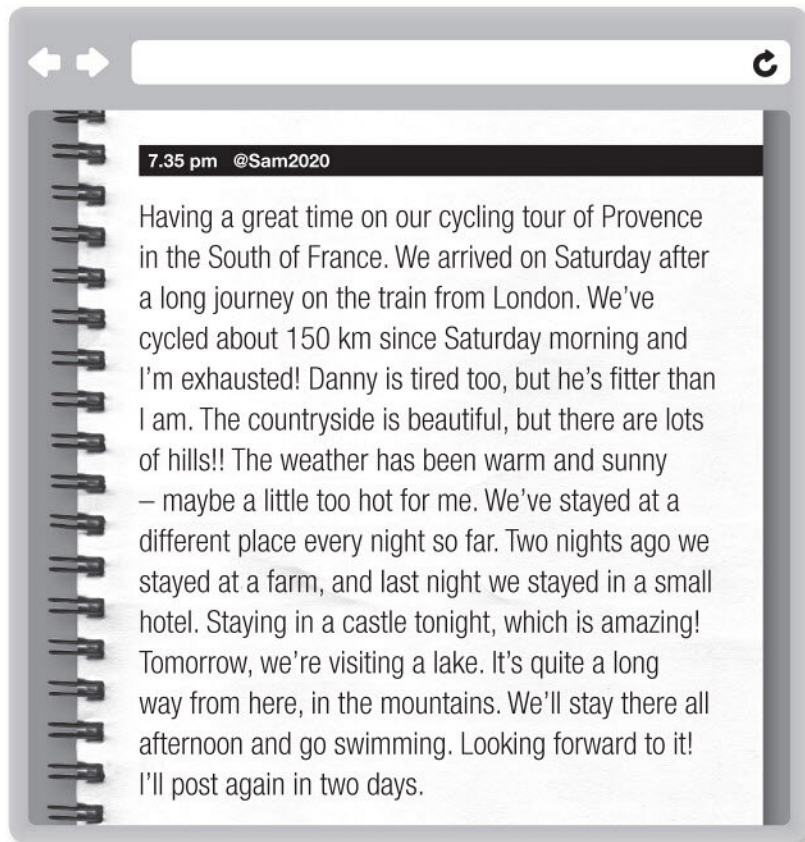 7.35 pm @Sam2020
Having a great time on our cycling tour of Provence
in the South of France. We arrived on Saturday after
a long journey on the train from London. We've
cycled about 150 km since Saturday morning and
I'm exhausted! Danny is tired too, but he's fitter than
I am. The countryside is beautiful, but there are lots
of hills!! The weather has been warm and sunny
– maybe a little too hot for me. We've stayed at a
different place every night so far. Two nights ago we
stayed at a farm, and last night we stayed in a small
hotel. Staying in a castle tonight, which is amazing!
Tomorrow, we're visiting a lake. It's quite a long
way from here, in the mountains. We'll stay there all
afternoon and go swimming. Looking forward to it!
I'll post again in two days.